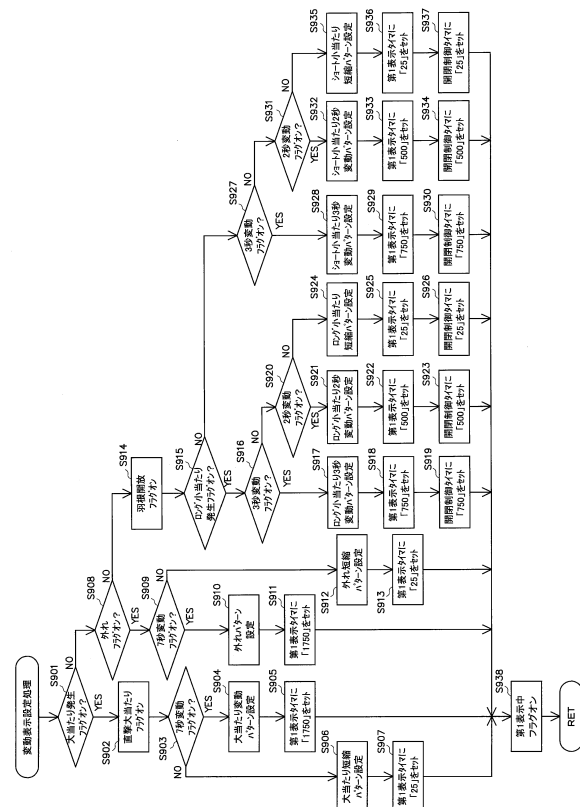 変動表示設定処理
S901
大当たり発生
フラグオン?
NO
YES
S902
直撃大当たり
フラグオン
S903
7秒変動
フラグオン?
NO
YES
S904
大当たり変動
パターン設定
S905
第1表示タイマに
「1750」をセット
S906
大当たり短縮
パターン設定
S907
第1表示タイマに
「25」をセット
S908
外れ
フラグオン?
NO
YES
S909
7秒変動
フラグオン?
NO
YES
S910
外れパターン
設定
S911
第1表示タイマに
「1750」をセット
S912
外れ短縮
パターン設定
S913
第1表示タイマに
「25」をセット
S914
羽根開放
フラグオン
S915
ロング小当たり
発生フラグオン?
NO
YES
S916
3秒変動
フラグオン?
NO
YES
S917
ロング小当たり3秒
変動パターン設定
S918
第1表示タイマに
「750」をセット
S919
開閉制御タイマに
「750」をセット
S920
2秒変動
フラグオン?
NO
YES
S921
ロング小当たり2秒
変動パターン設定
S922
第1表示タイマに
「500」をセット
S923
開閉制御タイマに
「500」をセット
S924
ロング小当たり
短縮パターン設定
S925
第1表示タイマに
「25」をセット
S926
開閉制御タイマに
「25」をセット
S927
3秒変動
フラグオン?
NO
YES
S928
ショート小当たり3秒
変動パターン設定
S929
第1表示タイマに
「750」をセット
S930
開閉制御タイマに
「750」をセット
S931
2秒変動
フラグオン?
NO
YES
S932
ショート小当たり2秒
変動パターン設定
S933
第1表示タイマに
「500」をセット
S934
開閉制御タイマに
「500」をセット
S935
ショート小当たり
短縮パターン設定
S936
第1表示タイマに
「25」をセット
S937
開閉制御タイマに
「25」をセット
S938
第1表示中
フラグオン
RET